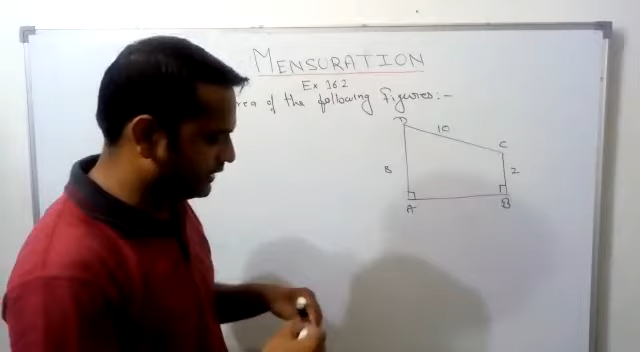 MENSURATION
Ex 16.2
rea of the following figures:-
D
10
C
8
2
A
B